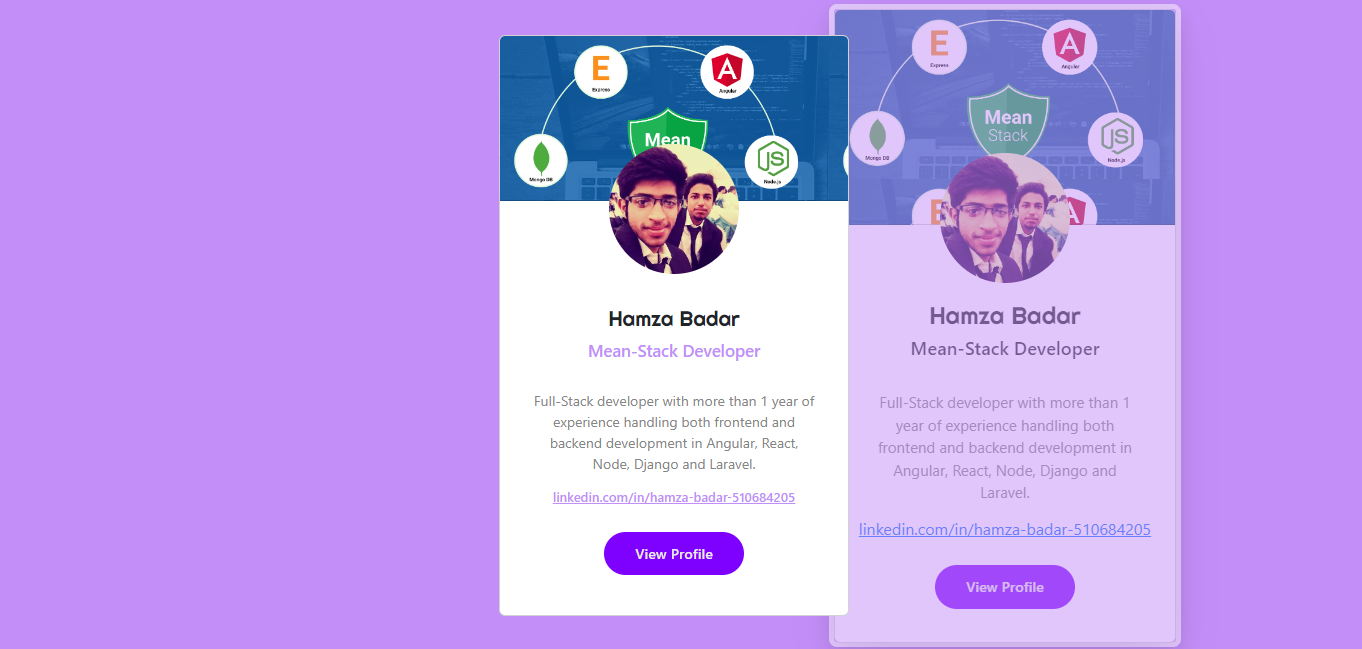 E
Express
Angular
Mean
Mongo DB
JS
Node.js
Hamza Badar
Mean-Stack Developer
Full-Stack developer with more than 1 year of
experience handling both frontend and
backend development in Angular, React,
Node, Django and Laravel.
linkedin.com/in/hamza-badar-510684205
View Profile
E
Express
A
Angular
Mean
Stack
Mongo DB
JS
Node.js
E
A
Hamza Badar
Mean-Stack Developer
Full-Stack developer with more than 1
year of experience handling both
frontend and backend development in
Angular, React, Node, Django and
Laravel.
linkedin.com/in/hamza-badar-510684205
View Profile